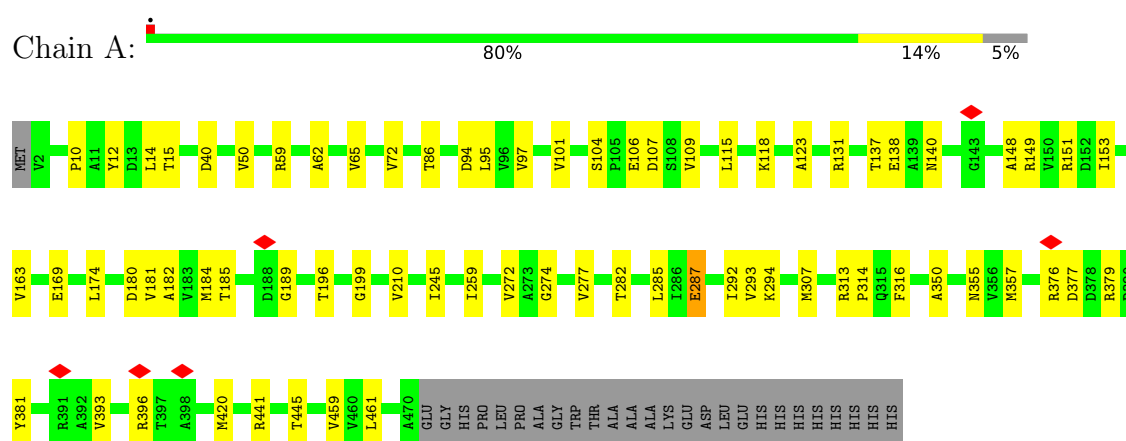 Chain A: 80% 14% 5%
MET V2 P10 A11 Y12 D13 L14 T15 D40 V50 R59 A62 V65 V72 T86 D94 L95 V96 V97 V101 S104 P105 E106 D107 S108 V109 L115 K118 A123 R131 T137 E138 A139 N140 G143 A148 R149 V150 R151 D152 I153
V163 E169 L174 D180 V181 A182 V183 M184 T185 D188 G189 T196 G199 V210 I245 I259 V272 A273 G274 V277 T282 L285 I286 E287 I292 V293 K294 M307 R313 P314 Q315 F316 A350 N355 V356 M357 R376 D377 D378 R379
Y381 R391 A392 V393 R396 T397 A398 M420 R441 T445 V459 V460 L461 A470 GLU GLY HIS PRO LEU PRO ALA GLY TRP THR ALA ALA ALA LYS GLU ASP LEU GLU HIS HIS HIS HIS HIS HIS